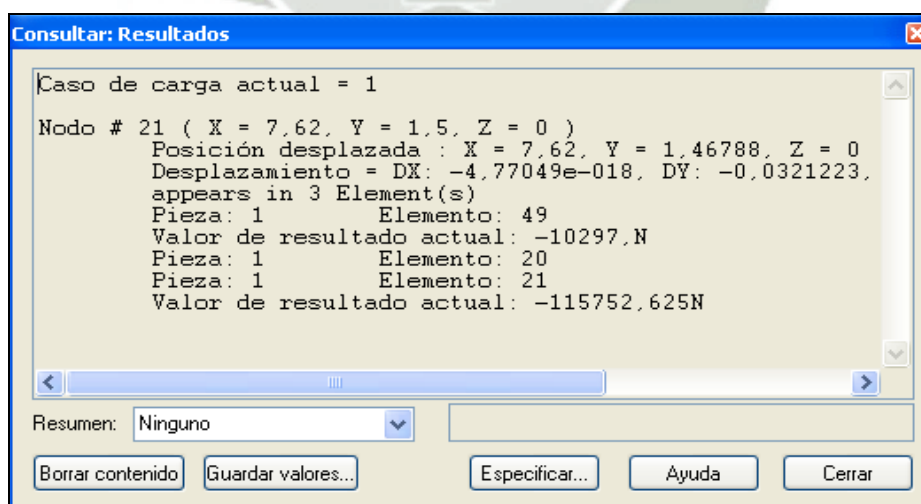 Consultar: Resultados
Caso de carga actual = 1
Nodo # 21 ( X = 7,62, Y = 1,5, Z = 0 )
Posición desplazada : X = 7,62, Y = 1,46788, Z = 0
Desplazamiento = DX: -4,77049e-018, DY: -0,0321223,
appears in 3 Element(s)
Pieza: 1 Elemento: 49
Valor de resultado actual: -10297,N
Pieza: 1 Elemento: 20
Pieza: 1 Elemento: 21
Valor de resultado actual: -115752,625N
Resumen: Ninguno
Borrar contenido Guardar valores... Especificar... Ayuda Cerrar